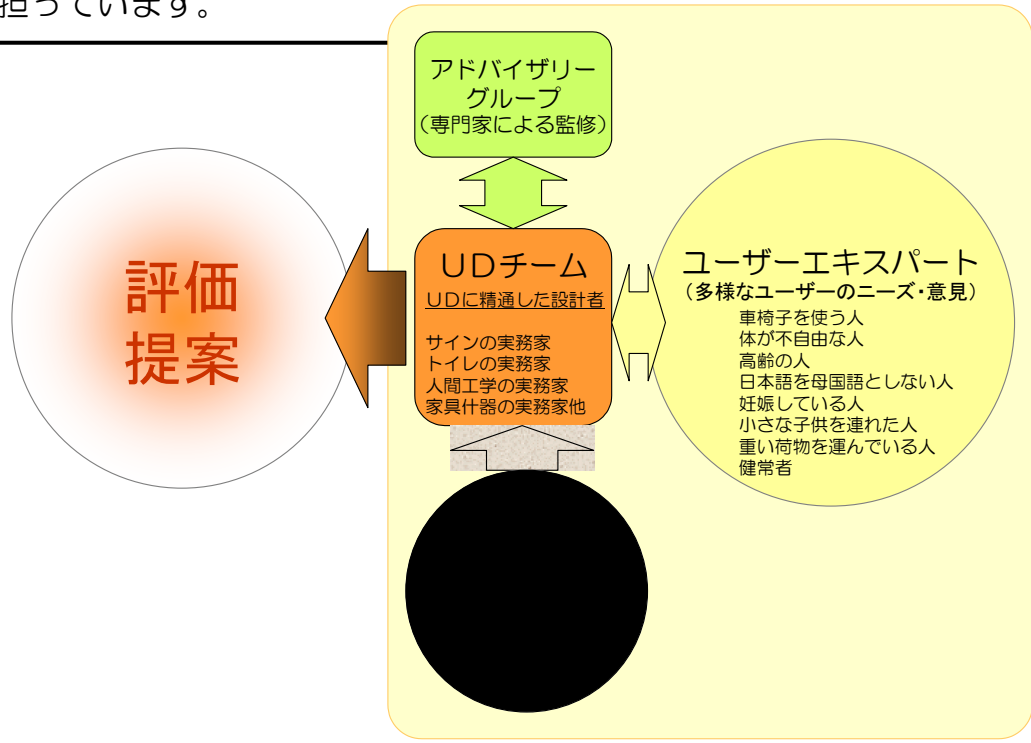 担っています。
アドバイザリー
グループ
（専門家による監修）
評価
提案
UDチーム
UDに精通した設計者
サインの実務家
トイレの実務家
人間工学の実務家
家具什器の実務家他
ユーザーエキスパート
（多様なユーザーのニーズ・意見）
車椅子を使う人
体が不自由な人
高齢の人
日本語を母国語としない人
妊娠している人
小さな子供を連れた人
重い荷物を運んでいる人
健常者